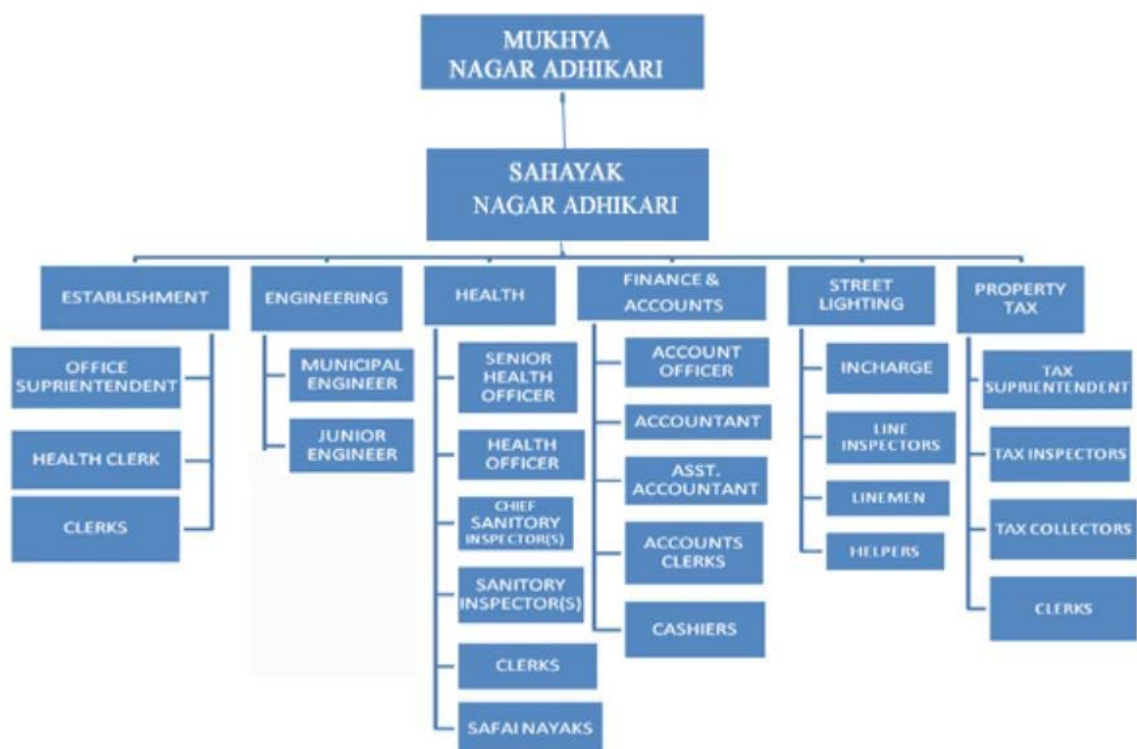 MUKHYA
NAGAR ADHIKARI
SAHAYAK
NAGAR ADHIKARI
ESTABLISHMENT
OFFICE
SUPRIENTENDENT
HEALTH CLERK
CLERKS
ENGINEERING
MUNICIPAL
ENGINEER
JUNIOR
ENGINEER
HEALTH
SENIOR
HEALTH
OFFICER
HEALTH
OFFICER
CHIEF
SANITORY
INSPECTOR(S)
SANITORY
INSPECTOR(S)
CLERKS
SAFAI NAYAKS
FINANCE &
ACCOUNTS
ACCOUNT
OFFICER
ACCOUNTANT
ASST.
ACCOUNTANT
ACCOUNTS
CLERKS
CASHIERS
STREET
LIGHTING
INCHARGE
LINE
INSPECTORS
LINEMEN
HELPERS
PROPERTY
TAX
TAX
SUPRIENTENDENT
TAX INSPECTORS
TAX COLLECTORS
CLERKS